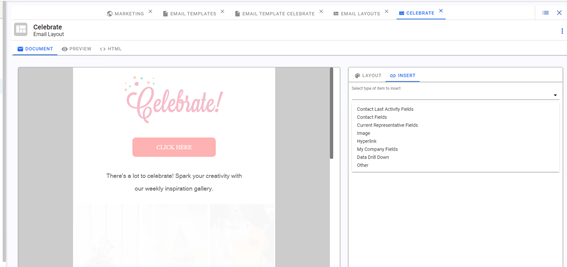 MARKETING
EMAIL TEMPLATES
EMAIL TEMPLATE CELEBRATE
EMAIL LAYOUTS
CELEBRATE
Celebrate
Email Layout
DOCUMENT
PREVIEW
HTML
Celebrate!
CLICK HERE
There's a lot to celebrate! Spark your creativity with
our weekly inspiration gallery.
LAYOUT
INSERT
Select type of item to insert
Contact Last Activity Fields
Contact Fields
Current Representative Fields
Image
Hyperlink
My Company Fields
Data Drill Down
Other